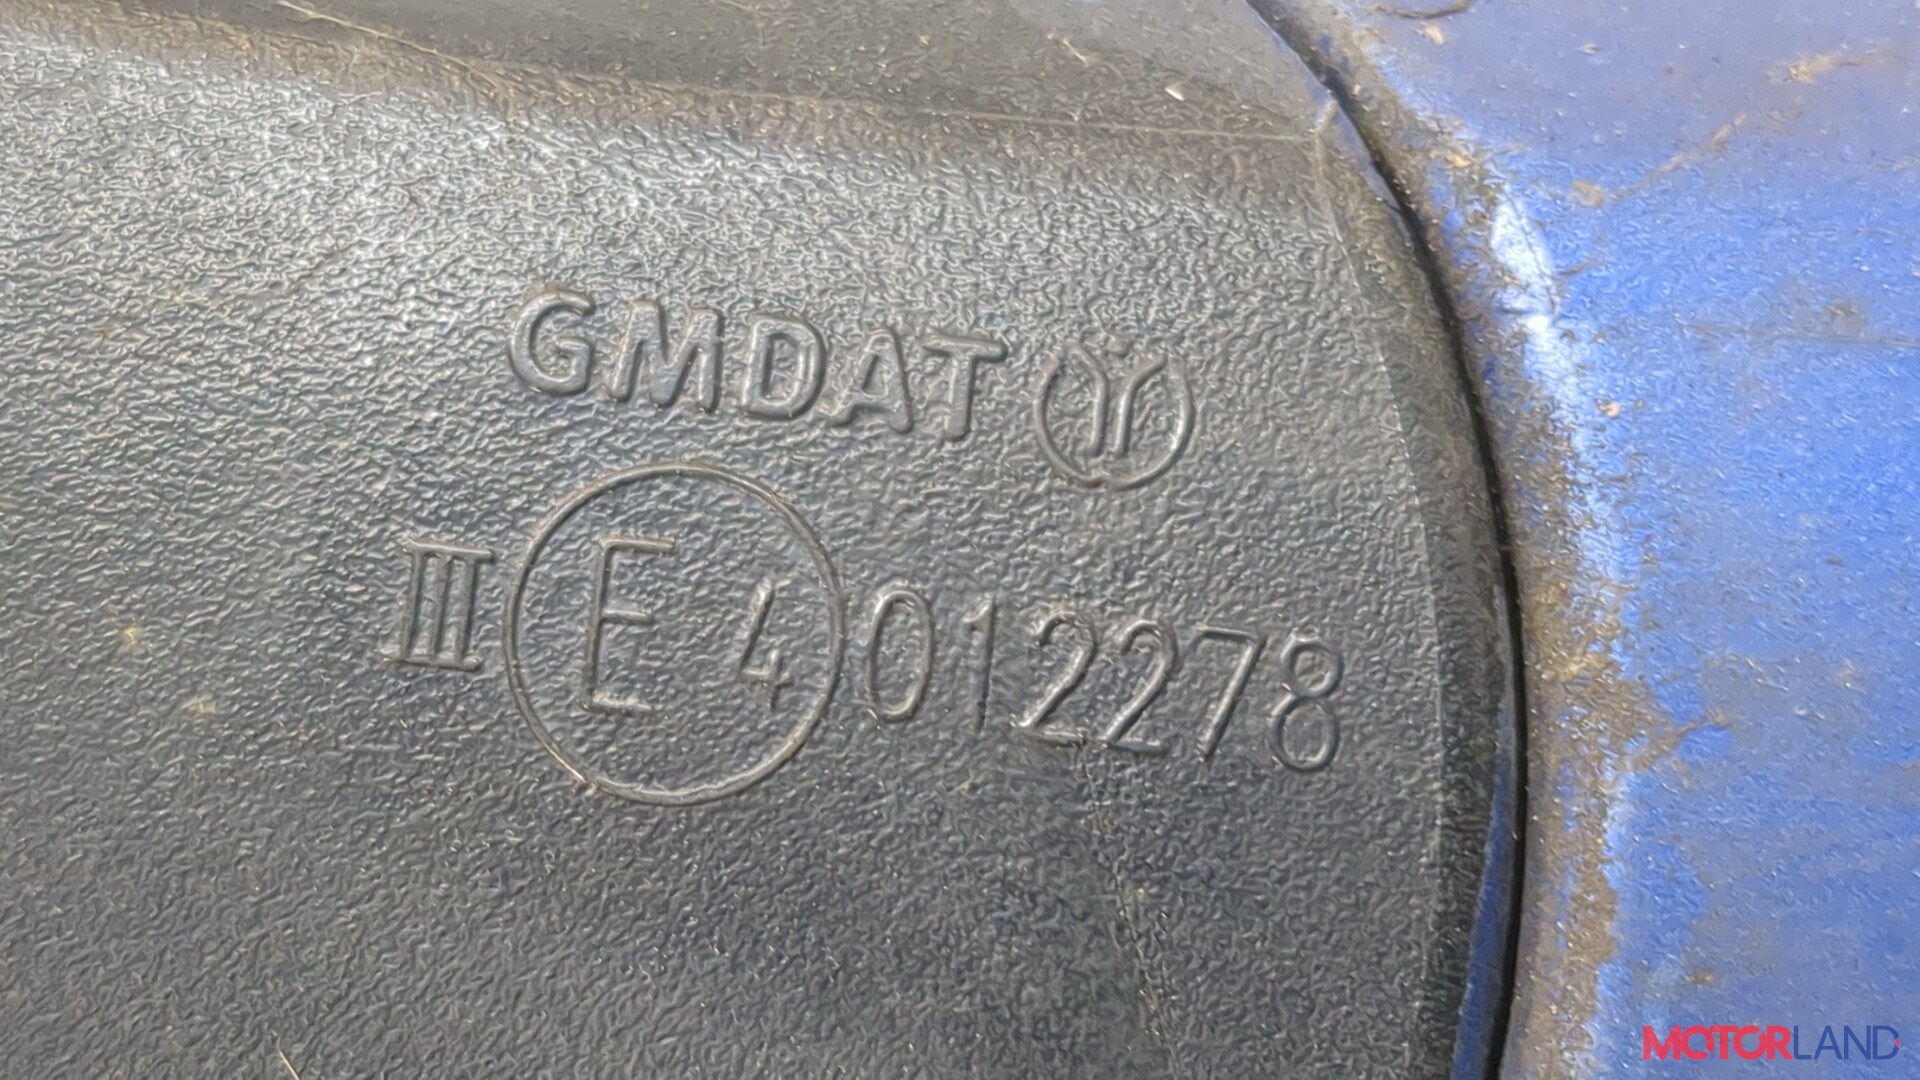 GMDAT
III E 4 012278
MOTORLAND